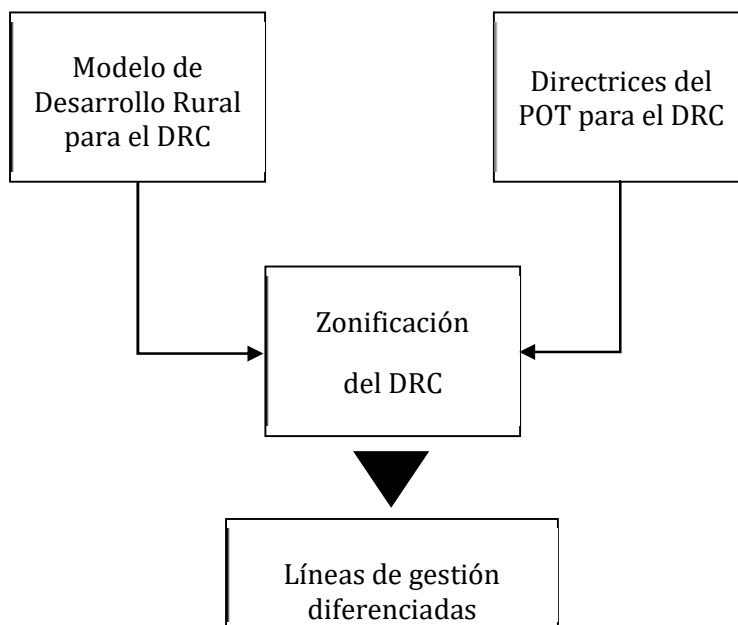 Modelo de
Desarrollo Rural
para el DRC
Directrices del
POT para el DRC
Zonificación
del DRC
Líneas de gestión
diferenciadas